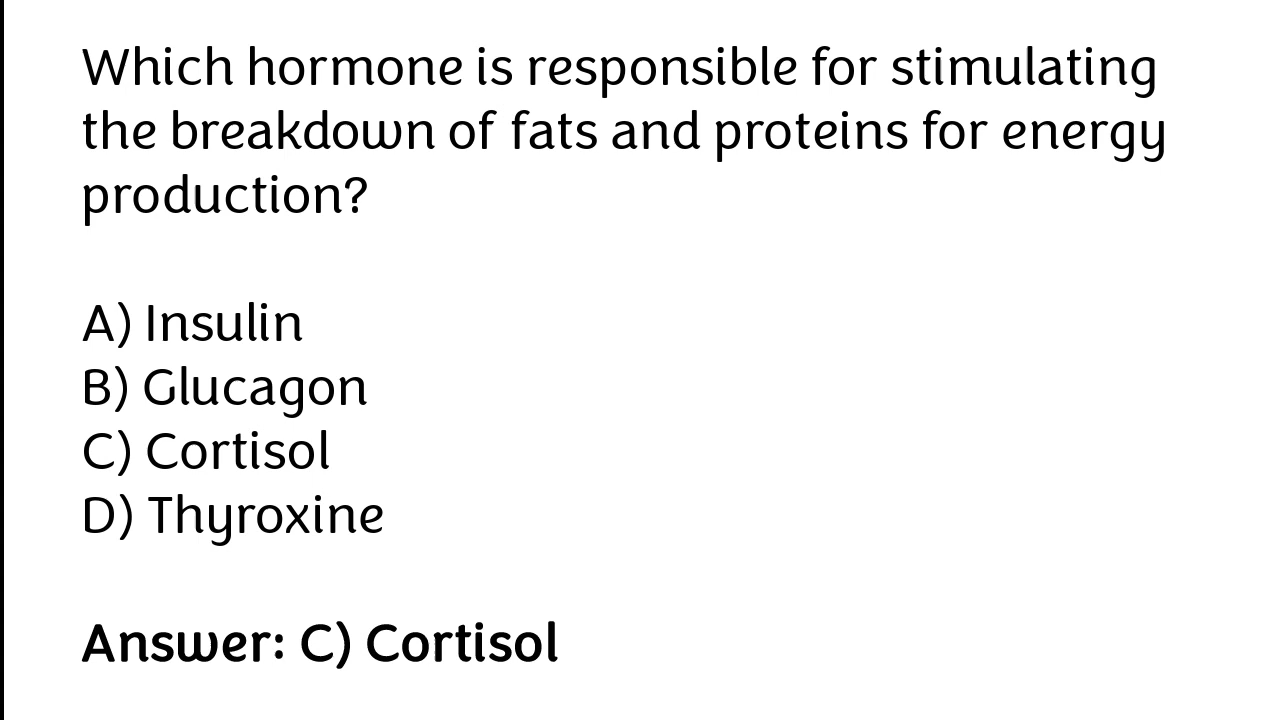 Which hormone is responsible for stimulating
the breakdown of fats and proteins for energy
production?
A) Insulin
B) Glucagon
C) Cortisol
D) Thyroxine
Answer: C) Cortisol